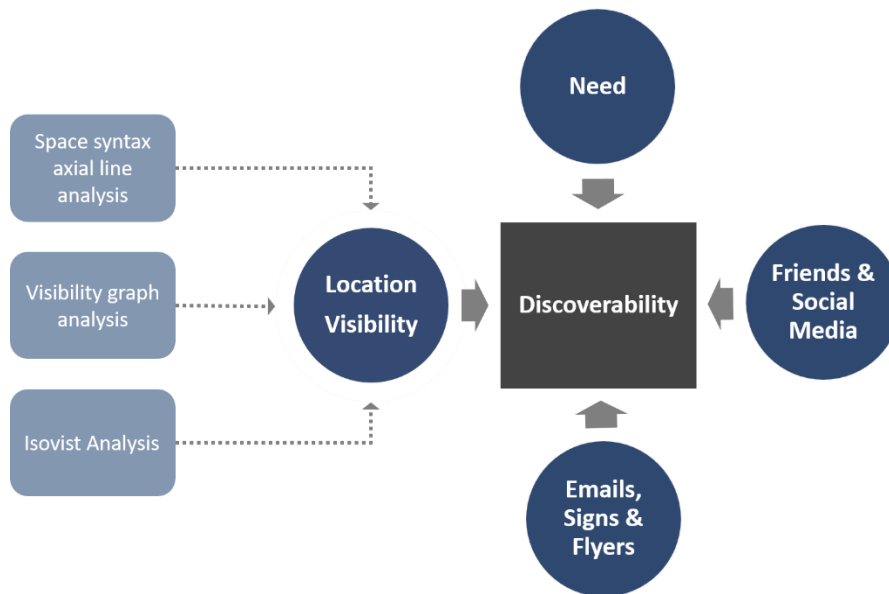 Need
Space syntax
axial line
analysis
Location
Visibility
Visibility graph
analysis
Discoverability
Friends &
Social
Media
Isovist Analysis
Emails,
Signs &
Flyers